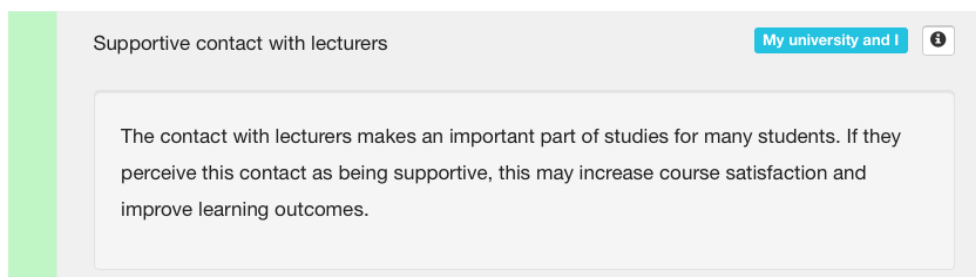 Supportive contact with lecturers
My university and I
The contact with lecturers makes an important part of studies for many students. If they
perceive this contact as being supportive, this may increase course satisfaction and
improve learning outcomes.